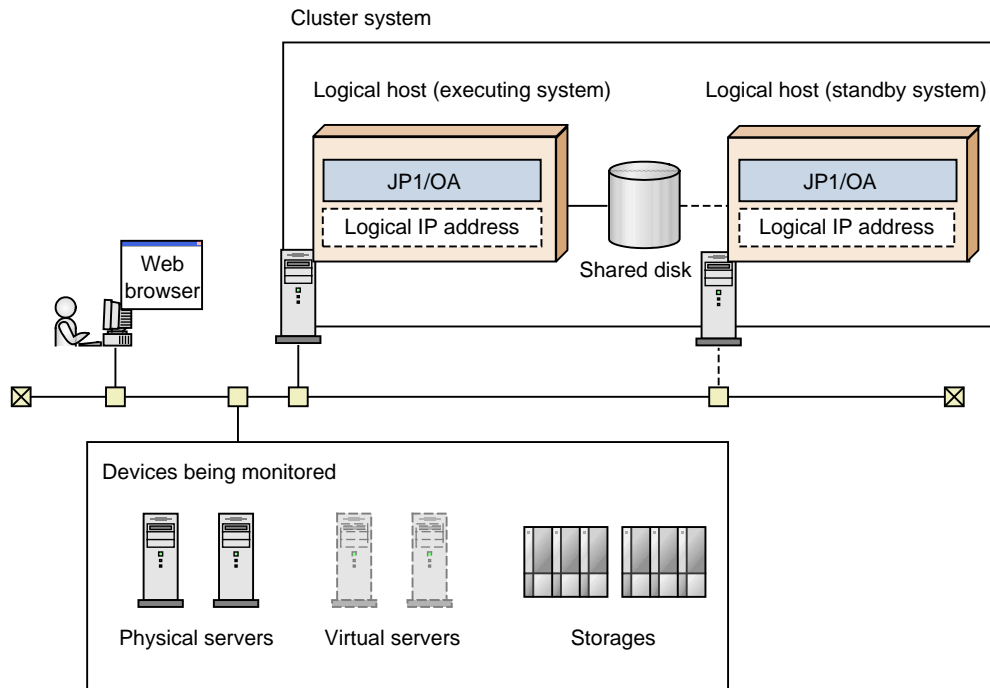 Cluster system
Logical host (executing system)
Logical host (standby system)
JP1/OA
Logical IP address
JP1/OA
Logical IP address
Shared disk
Web
browser
Devices being monitored
Physical servers
Virtual servers
Storages